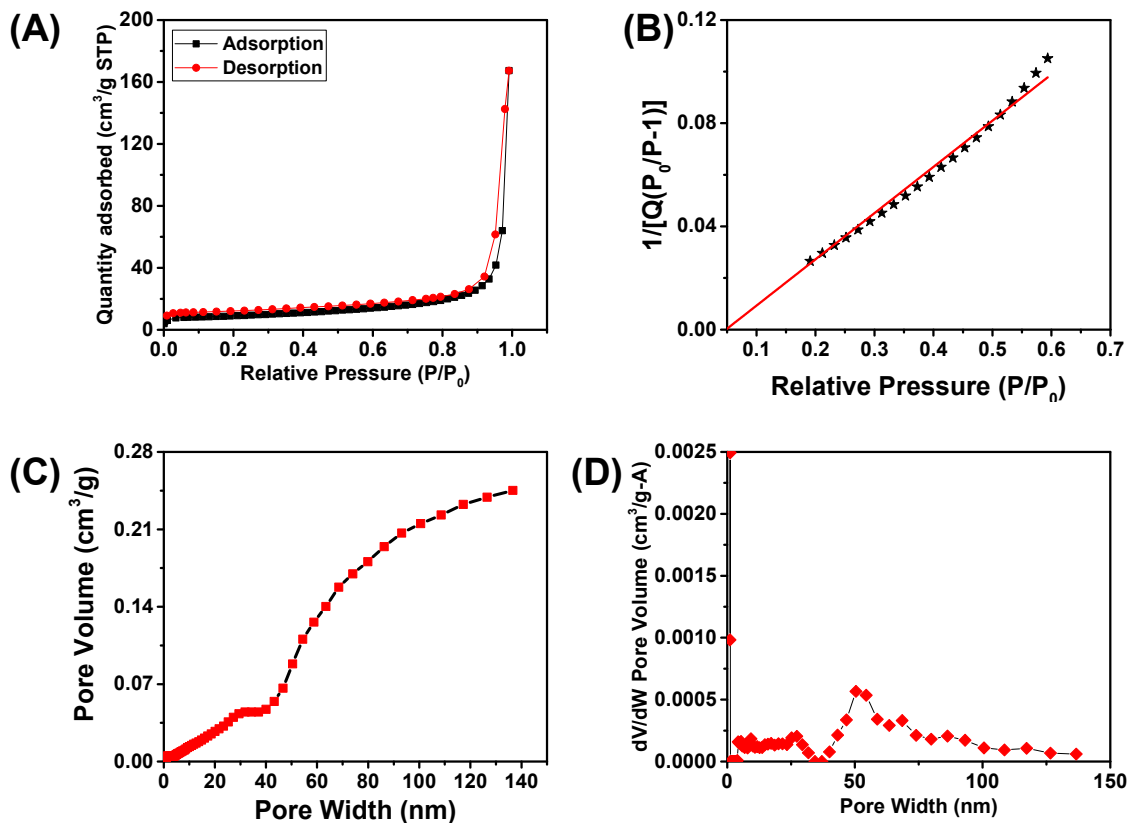 (A)
Quantity adsorbed (cm³/g STP)
200
160
120
80
40
0
Adsorption
Desorption
0.0 0.2 0.4 0.6 0.8 1.0
Relative Pressure (P/P₀)
(B)
1/[Q(P₀/P-1)]
0.12
0.08
0.04
0.00
0.1 0.2 0.3 0.4 0.5 0.6 0.7
Relative Pressure (P/P₀)
(C)
Pore Volume (cm³/g)
0.28
0.21
0.14
0.07
0.00
0 20 40 60 80 100 120 140
Pore Width (nm)
(D)
dV/dW Pore Volume (cm³/g-A)
0.0025
0.0020
0.0015
0.0010
0.0005
0.0000
0 50 100 150
Pore Width (nm)